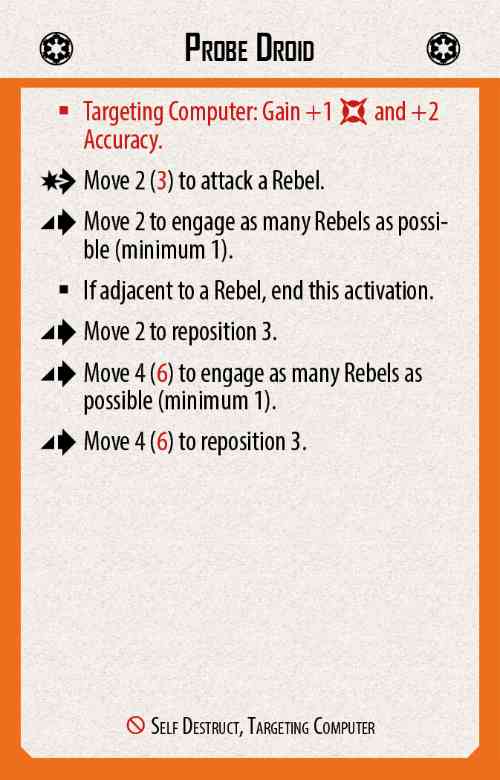 Probe Droid
▪ Targeting Computer: Gain +1 and +2
Accuracy.
Move 2 (3) to attack a Rebel.
Move 2 to engage as many Rebels as possi-
ble (minimum 1).
▪ If adjacent to a Rebel, end this activation.
Move 2 to reposition 3.
Move 4 (6) to engage as many Rebels as
possible (minimum 1).
Move 4 (6) to reposition 3.
Self Destruct, Targeting Computer